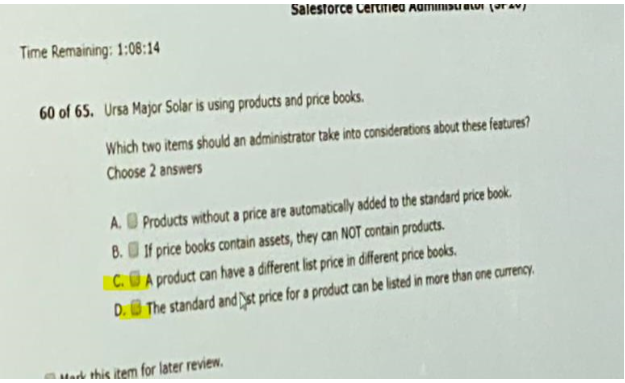 Salesforce Certified Administrator (SP20)
Time Remaining: 1:08:14
60 of 65. Ursa Major Solar is using products and price books.
Which two items should an administrator take into considerations about these features?
Choose 2 answers
A. Products without a price are automatically added to the standard price book.
B. If price books contain assets, they can NOT contain products.
C. A product can have a different list price in different price books.
D. The standard and list price for a product can be listed in more than one currency.
Mark this item for later review.